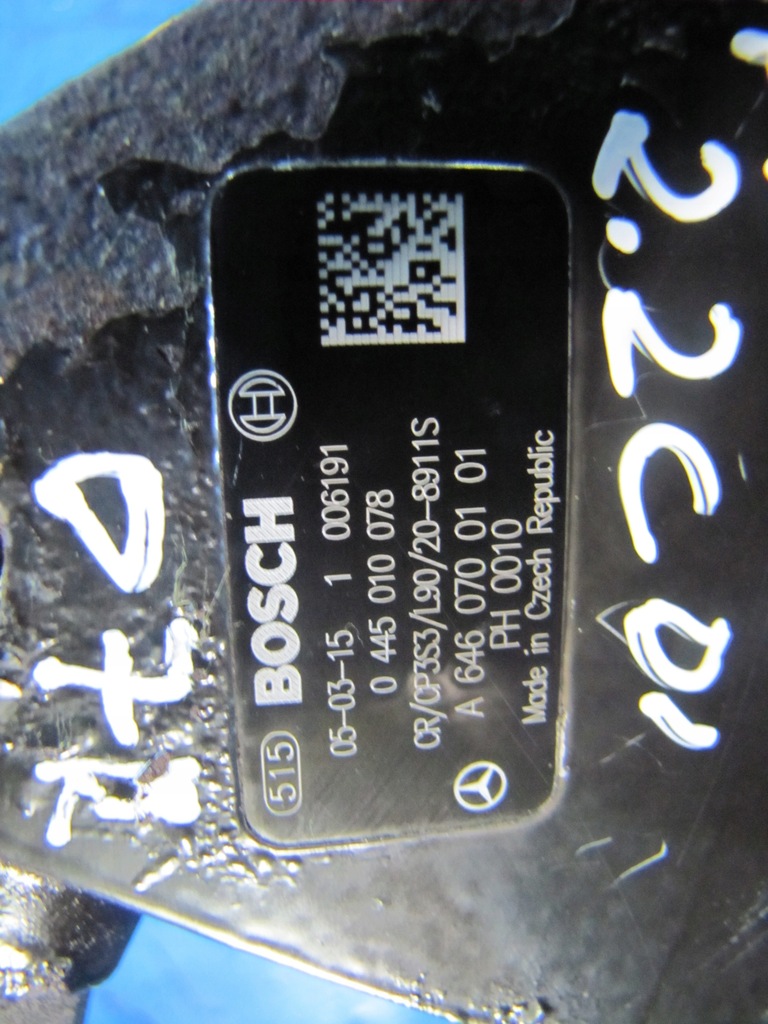 515 BOSCH
05-03-15 1 006191
0 445 010 078
CR/CP3S3/L90/20-8911S
A 646 070 01 01
PH 0010
Made in Czech Republic
2.2 CDI